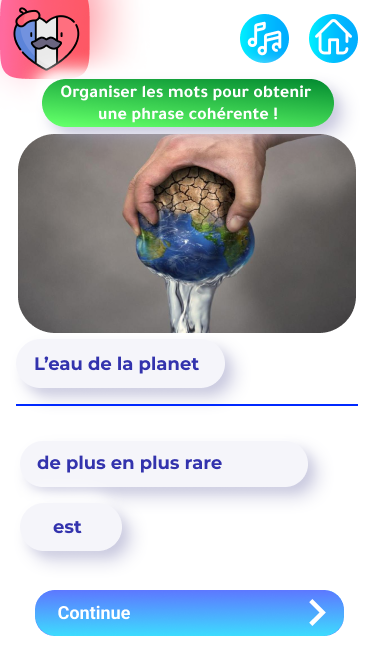 Organiser les mots pour obtenir
une phrase cohérente !
L'eau de la planet
de plus en plus rare
est
Continue